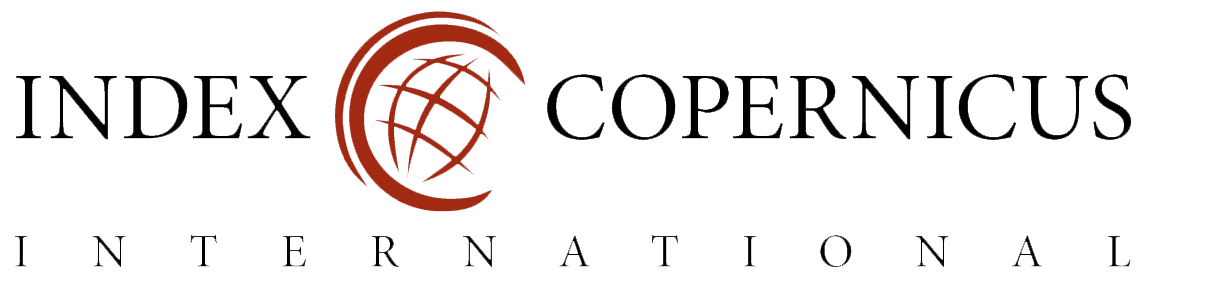 INDEX COPERNICUS
INTERNATIONAL